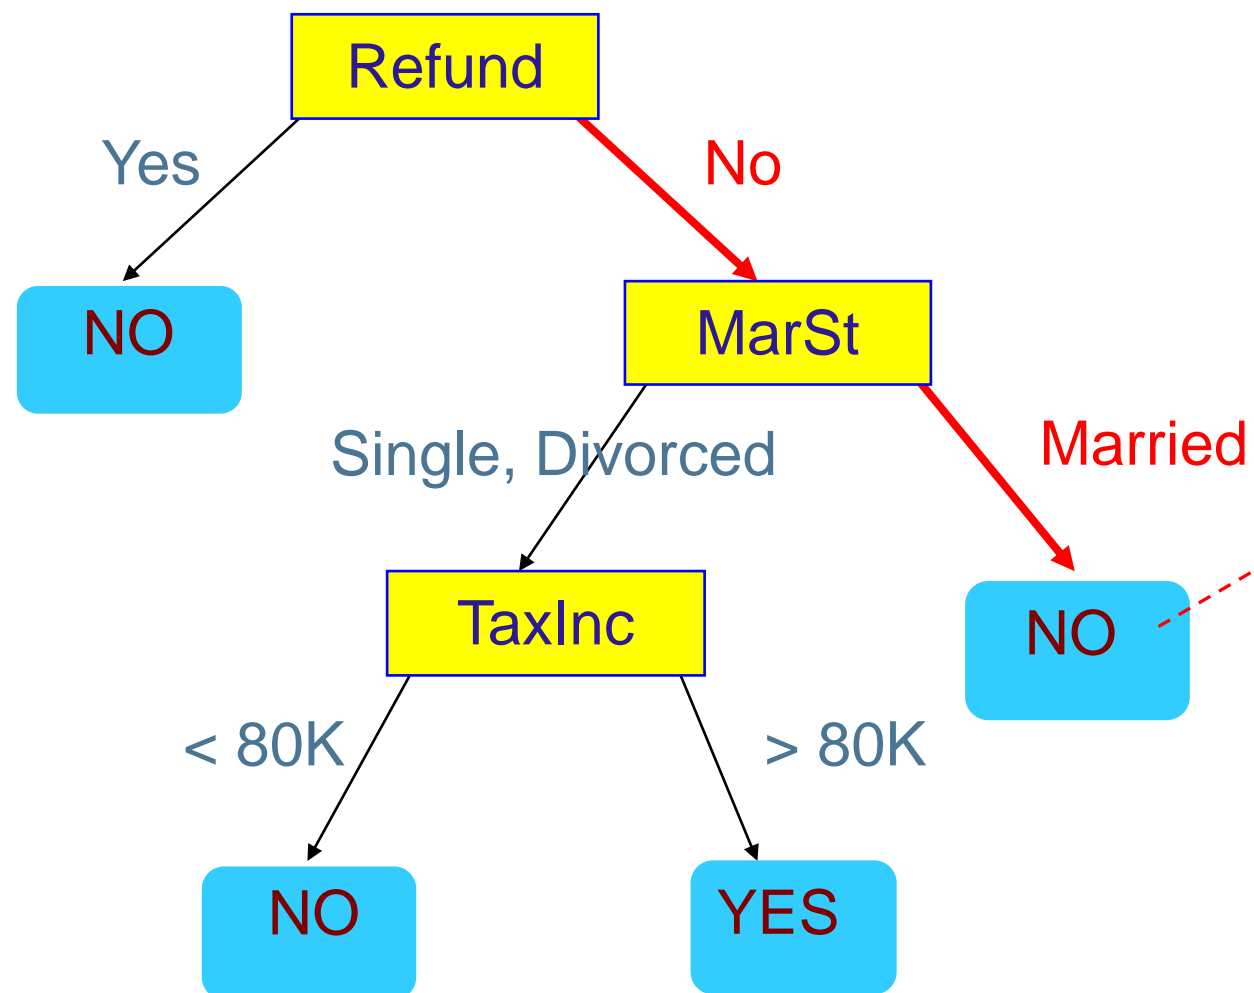 Refund
Yes
No
NO
MarSt
Single, Divorced
Married
TaxInc
NO
< 80K
> 80K
NO
YES